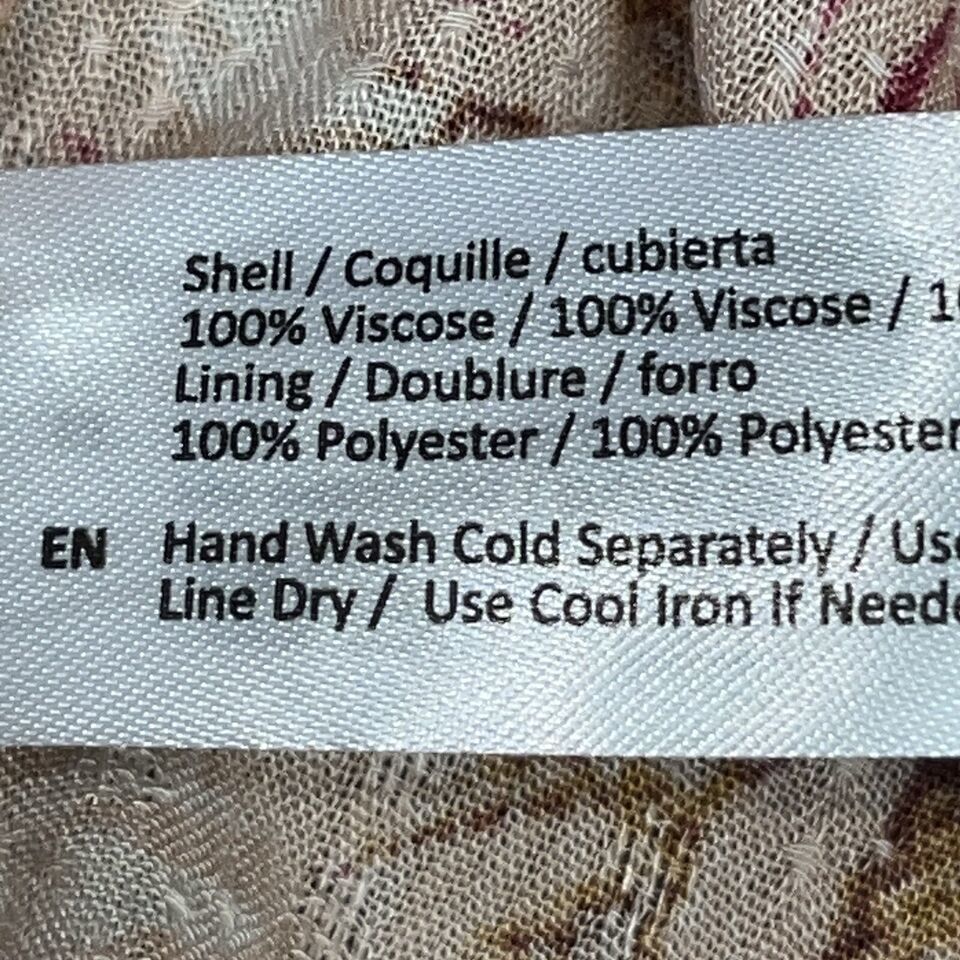 Shell / Coquille / cubierta
100% Viscose / 100% Viscose /
Lining / Doublure / forro
100% Polyester / 100% Polyester
EN Hand Wash Cold Separately /
Line Dry / Use Cool Iron If